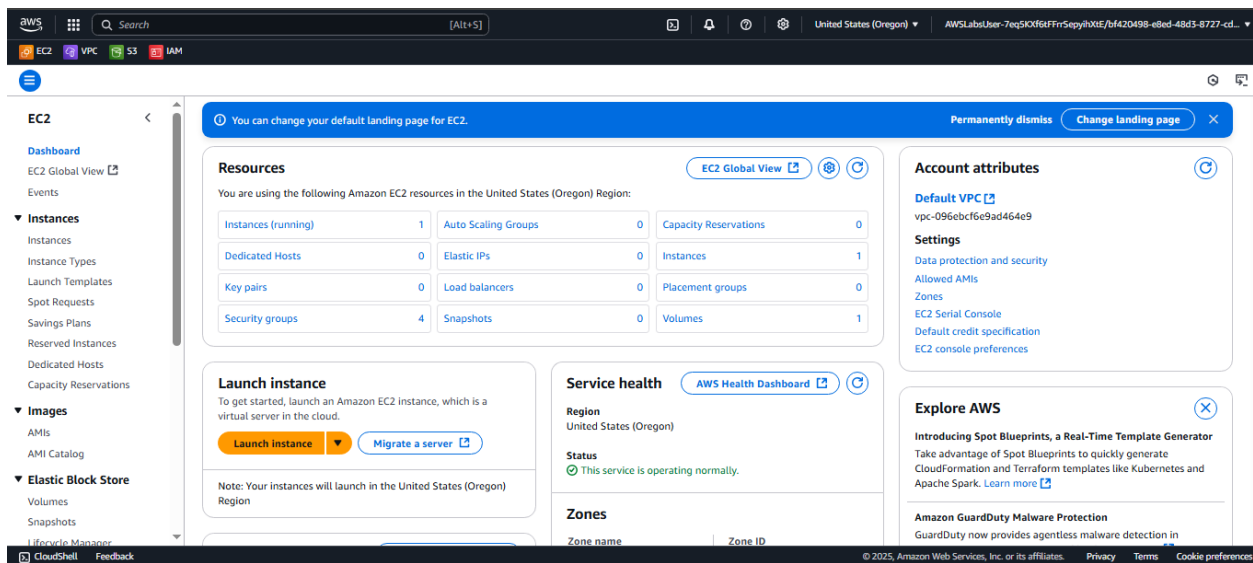 aws
Search [Alt+S]
United States (Oregon)
AWSLabsUser-7eq5KXf6tFFrrSepyihXtE/bf420498-e8ed-48d3-8727-cd...
EC2 VPC S3 IAM
EC2
Dashboard
EC2 Global View
Events
Instances
Instances
Instance Types
Launch Templates
Spot Requests
Savings Plans
Reserved Instances
Dedicated Hosts
Capacity Reservations
Images
AMIs
AMI Catalog
Elastic Block Store
Volumes
Snapshots
Lifecycle Manager
You can change your default landing page for EC2.
Permanently dismiss
Change landing page
Resources
EC2 Global View
You are using the following Amazon EC2 resources in the United States (Oregon) Region:
Instances (running) 1 Auto Scaling Groups 0 Capacity Reservations 0
Dedicated Hosts 0 Elastic IPs 0 Instances 1
Key pairs 0 Load balancers 0 Placement groups 0
Security groups 4 Snapshots 0 Volumes 1
Launch instance
To get started, launch an Amazon EC2 instance, which is a
virtual server in the cloud.
Launch instance
Migrate a server
Note: Your instances will launch in the United States (Oregon)
Region
Service health
AWS Health Dashboard
Region
United States (Oregon)
Status
This service is operating normally.
Zones
Zone name Zone ID
Account attributes
Default VPC
vpc-096ebcf6e9ad464e9
Settings
Data protection and security
Allowed AMIs
Zones
EC2 Serial Console
Default credit specification
EC2 console preferences
Explore AWS
Introducing Spot Blueprints, a Real-Time Template Generator
Take advantage of Spot Blueprints to quickly generate
CloudFormation and Terraform templates like Kubernetes and
Apache Spark. Learn more
Amazon GuardDuty Malware Protection
GuardDuty now provides agentless malware detection in
CloudShell Feedback
© 2025, Amazon Web Services, Inc. or its affiliates. Privacy Terms Cookie preferences